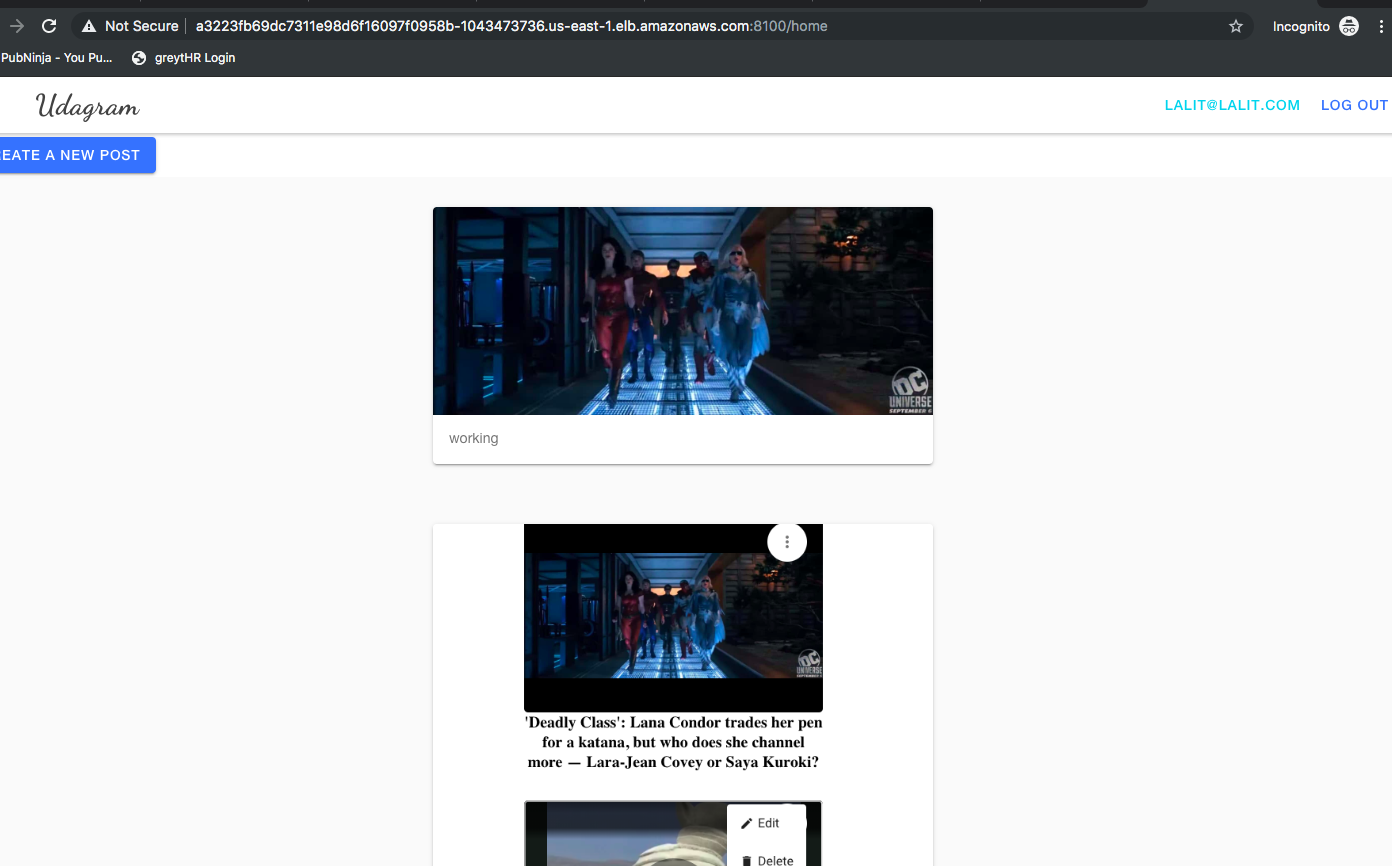 Not Secure a3223fb69dc7311e98d6f16097f0958b-1043473736.us-east-1.elb.amazonaws.com:8100/home Incognito
PubNinja - You Pu... greytHR Login
Udagram LALIT@LALIT.COM LOG OUT
EATE A NEW POST
DC
UNIVERSE
SEPTEMBER 6
working
DC
UNIVERSE
'Deadly Class': Lana Condor trades her pen
for a katana, but who does she channel
more — Lara-Jean Covey or Saya Kuroki?
Edit
Delete